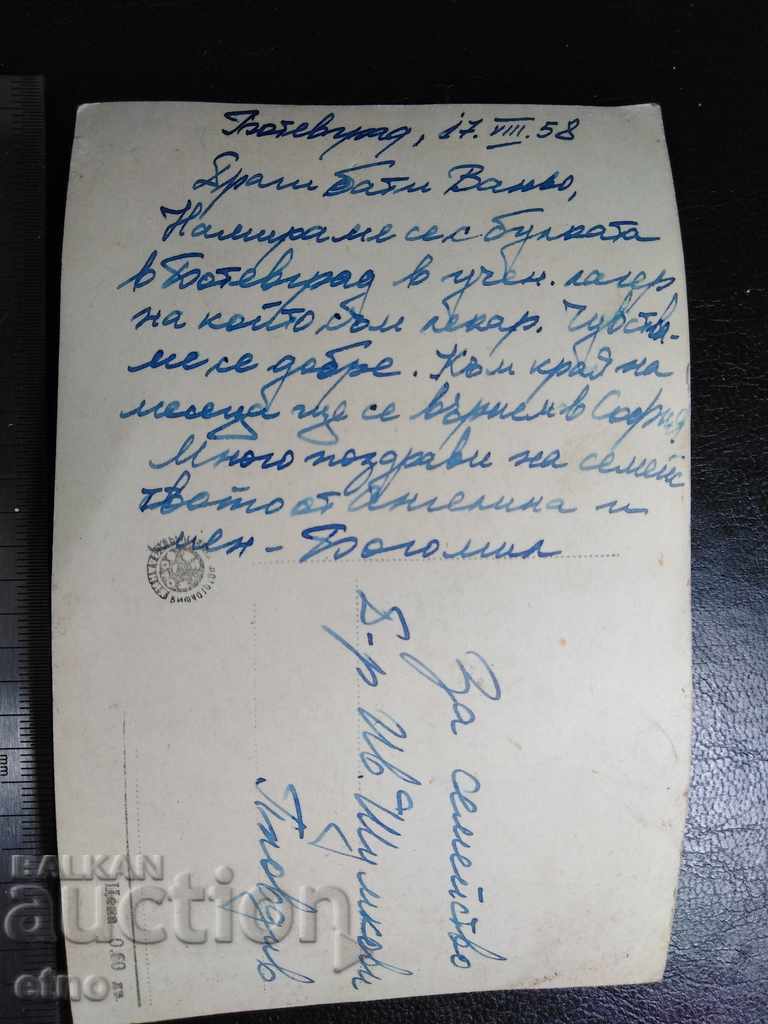 Ботевград, 17.VIII.58
Драги бати Ваньо,
Намираме се с булката
в Ботевград в учен. лагер
на който съм лекар. Чувства-
ме се добре. Към края на
месеца ще се върнем в София
Много поздрави на семей
ството от Ангелина и
мен - Богомил
За семейство
Д-р Ив. Шумкови
Пловдив
Цена 0,60 лв.
BALKAN
auction
etno
mm